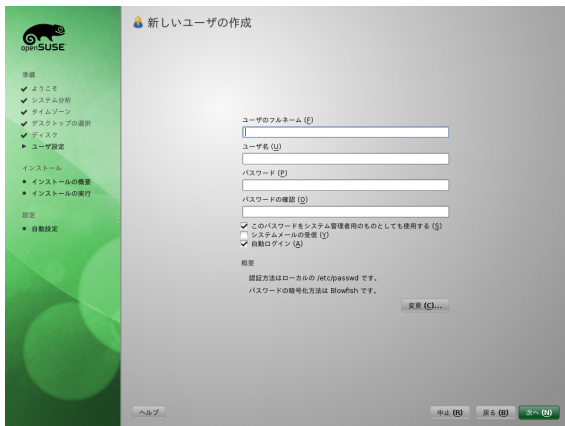 openSUSE
新しいユーザの作成
準備
ようこそ
システム分析
タイムゾーン
デスクトップの選択
ディスク
ユーザ設定
インストール
インストールの概要
インストールの実行
設定
自動設定
ユーザのフルネーム (F)
ユーザ名 (U)
パスワード (P)
パスワードの確認 (O)
このパスワードをシステム管理者用のものとしても使用する (S)
システムメールの受信 (Y)
自動ログイン (A)
概要
認証方法はローカルの /etc/passwd です。
パスワードの暗号化方法は Blowfish です。
変更 (C)...
ヘルプ
中止 (R)
戻る (B)
次へ (N)